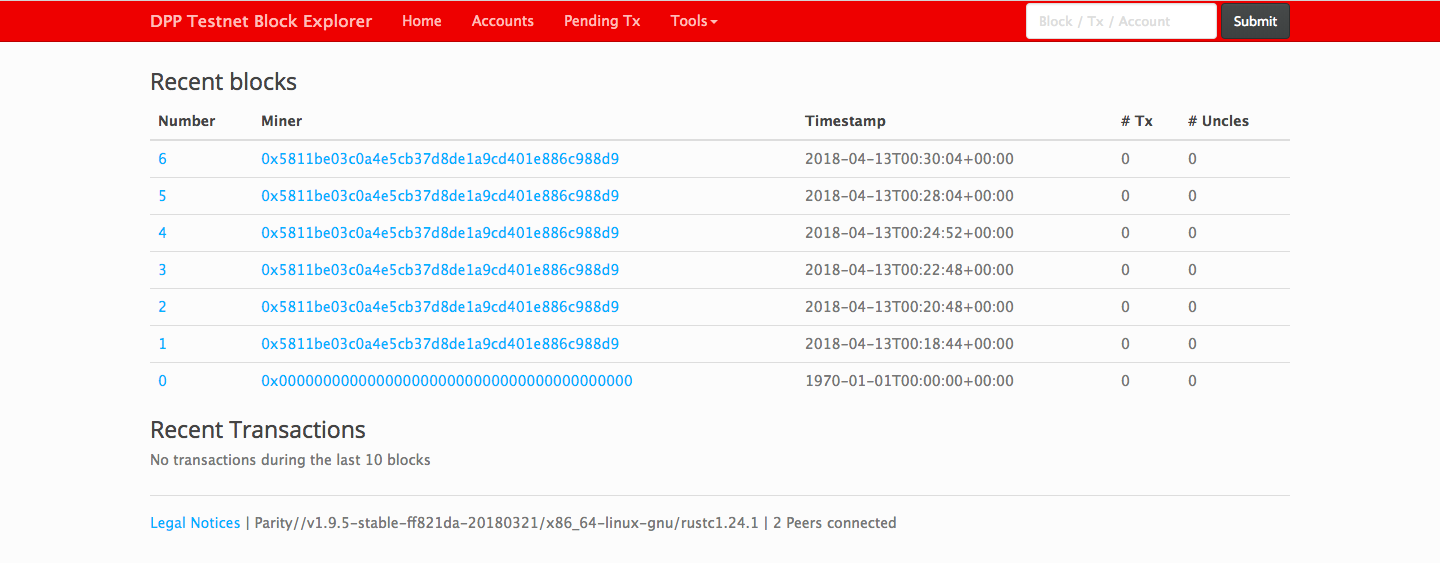 DPP Testnet Block Explorer Home Accounts Pending Tx Tools Block / Tx / Account Submit
Recent blocks
Number Miner Timestamp # Tx # Uncles
6 0x5811be03c0a4e5cb37d8de1a9cd401e886c988d9 2018-04-13T00:30:04+00:00 0 0
5 0x5811be03c0a4e5cb37d8de1a9cd401e886c988d9 2018-04-13T00:28:04+00:00 0 0
4 0x5811be03c0a4e5cb37d8de1a9cd401e886c988d9 2018-04-13T00:24:52+00:00 0 0
3 0x5811be03c0a4e5cb37d8de1a9cd401e886c988d9 2018-04-13T00:22:48+00:00 0 0
2 0x5811be03c0a4e5cb37d8de1a9cd401e886c988d9 2018-04-13T00:20:48+00:00 0 0
1 0x5811be03c0a4e5cb37d8de1a9cd401e886c988d9 2018-04-13T00:18:44+00:00 0 0
0 0x0000000000000000000000000000000000000000 1970-01-01T00:00:00+00:00 0 0
Recent Transactions
No transactions during the last 10 blocks
Legal Notices | Parity//v1.9.5-stable-ff821da-20180321/x86_64-linux-gnu/rustc1.24.1 | 2 Peers connected